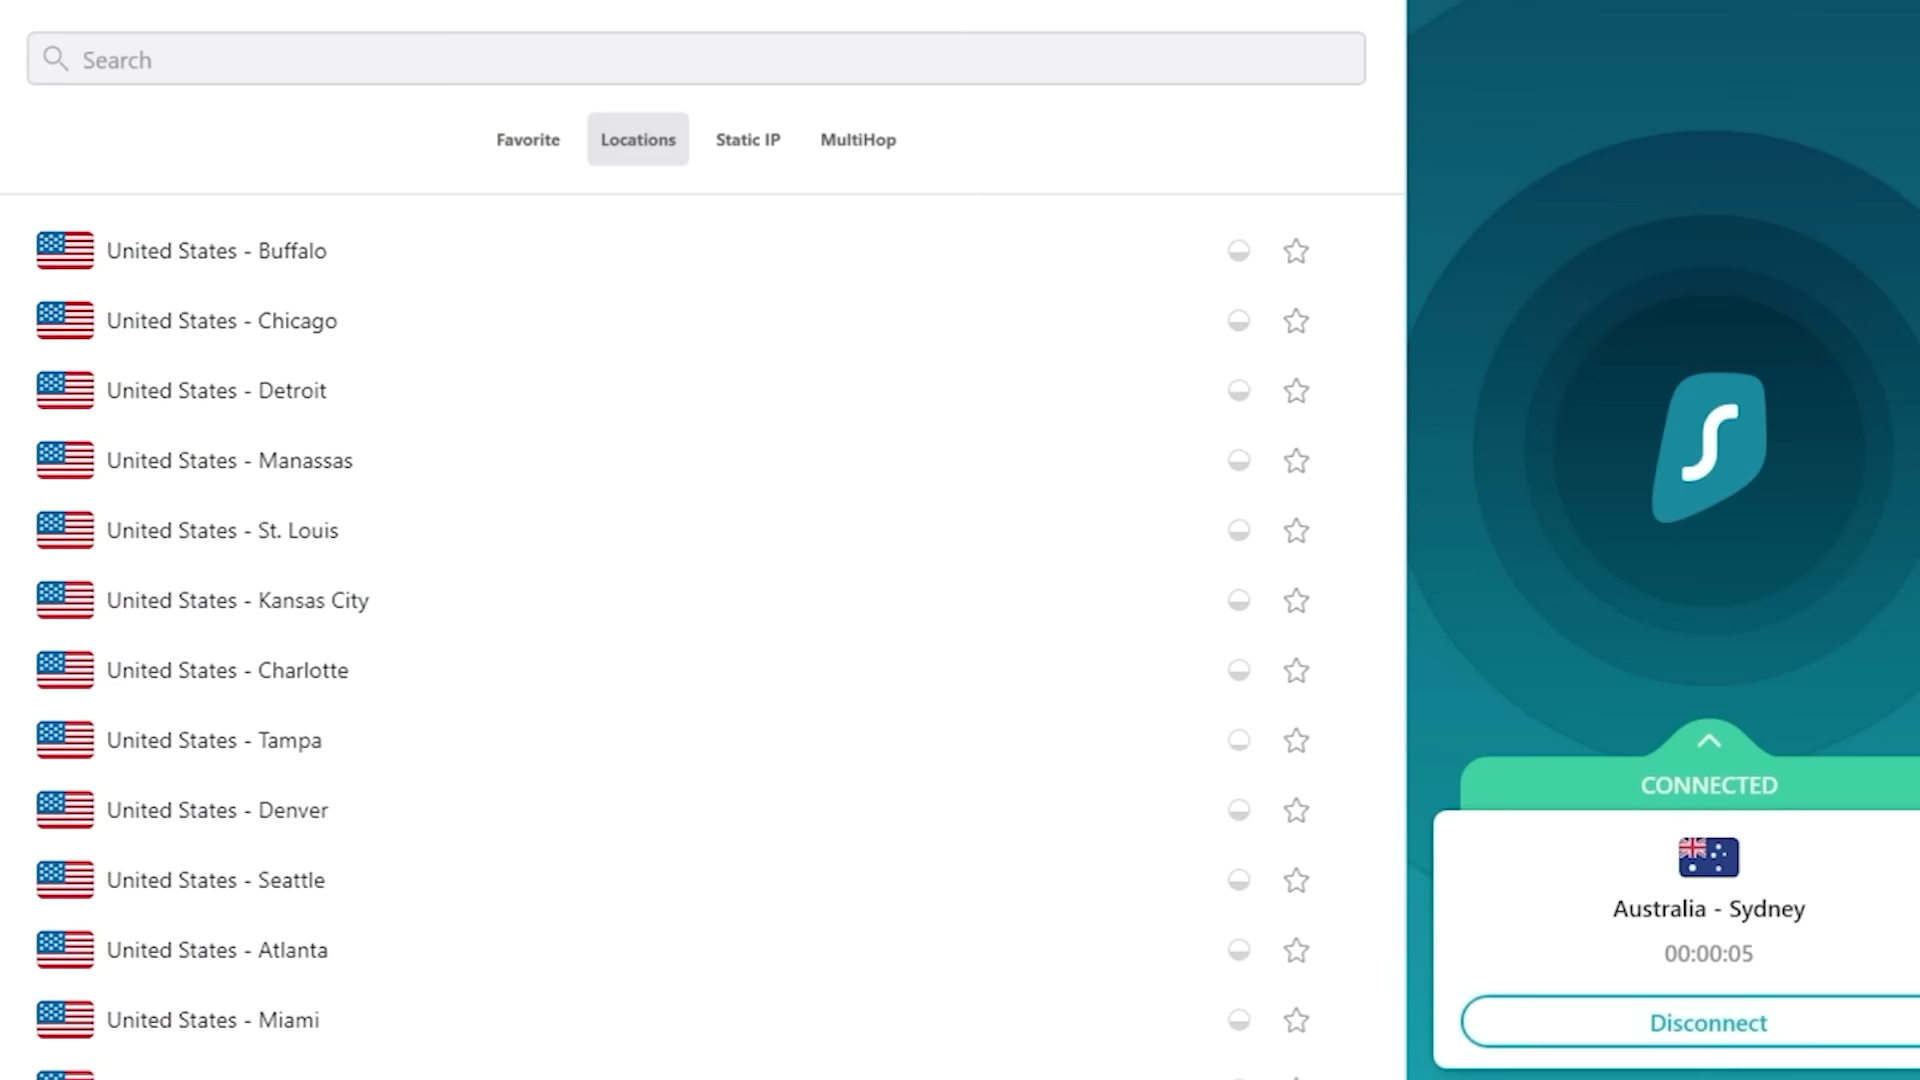 Search
Favorite
Locations
Static IP
MultiHop
United States - Buffalo
United States - Chicago
United States - Detroit
United States - Manassas
United States - St. Louis
United States - Kansas City
United States - Charlotte
United States - Tampa
United States - Denver
United States - Seattle
United States - Atlanta
United States - Miami
CONNECTED
Australia - Sydney
00:00:05
Disconnect